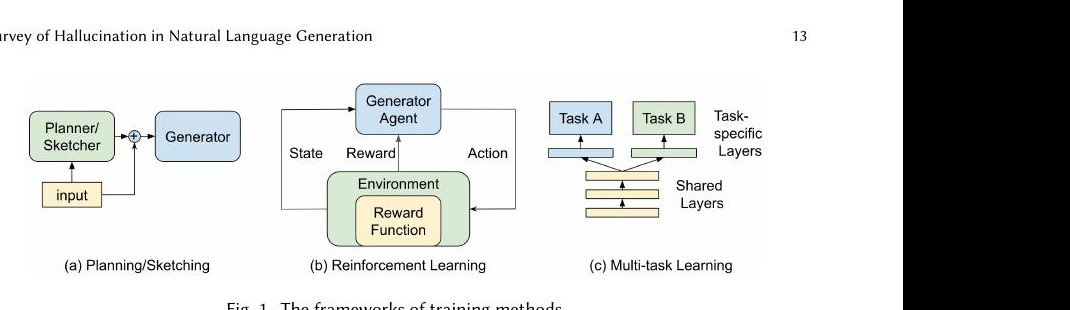 rvey of Hallucination in Natural Language Generation
13
Planner/
Sketcher
Generator
input
(a) Planning/Sketching
Generator
Agent
State
Reward
Action
Environment
Reward
Function
(b) Reinforcement Learning
Task A
Task B
Task-
specific
Layers
Shared
Layers
(c) Multi-task Learning
Fig. 1. The frameworks of training methods